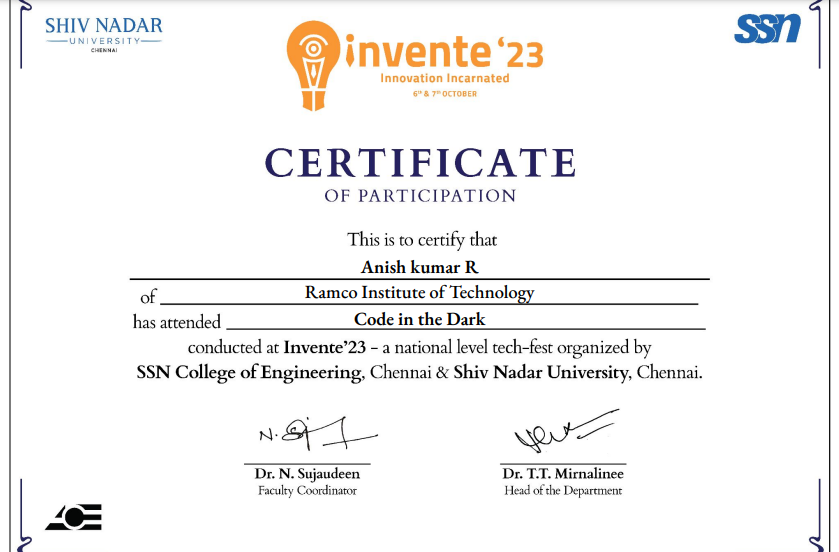 SHIV NADAR
UNIVERSITY
CHENNAI
invente ‘23
Innovation Incarnated
6TH & 7TH OCTOBER
SSN
CERTIFICATE
OF PARTICIPATION
This is to certify that
Anish kumar R
of Ramco Institute of Technology
has attended Code in the Dark
conducted at Invente’23 - a national level tech-fest organized by
SSN College of Engineering, Chennai & Shiv Nadar University, Chennai.
Dr. N. Sujaudeen Dr. T.T. Mirnalinee
Faculty Coordinator Head of the Department